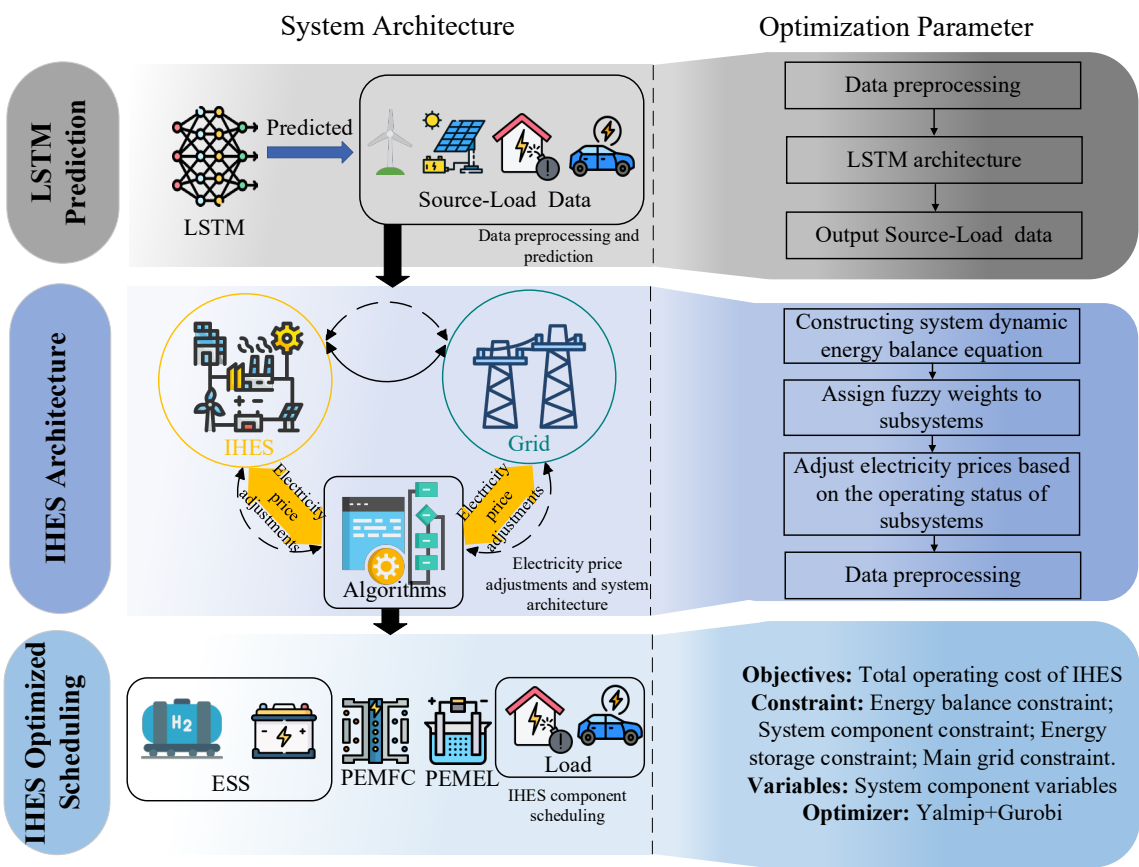 System Architecture
Optimization Parameter
LSTM
Prediction
LSTM
Predicted
Source-Load Data
Data preprocessing and
prediction
Data preprocessing
LSTM architecture
Output Source-Load data
IHES Architecture
IHES
Grid
Electricity
price
adjustments
Electricity
price
adjustments
Algorithms
Electricity price
adjustments and system
architecture
Constructing system dynamic
energy balance equation
Assign fuzzy weights to
subsystems
Adjust electricity prices based
on the operating status of
subsystems
Data preprocessing
IHES Optimized
Scheduling
H2
ESS
PEMFC
PEMEL
Load
IHES component
scheduling
Objectives: Total operating cost of IHES
Constraint: Energy balance constraint;
System component constraint; Energy
storage constraint; Main grid constraint.
Variables: System component variables
Optimizer: Yalmip+Gurobi